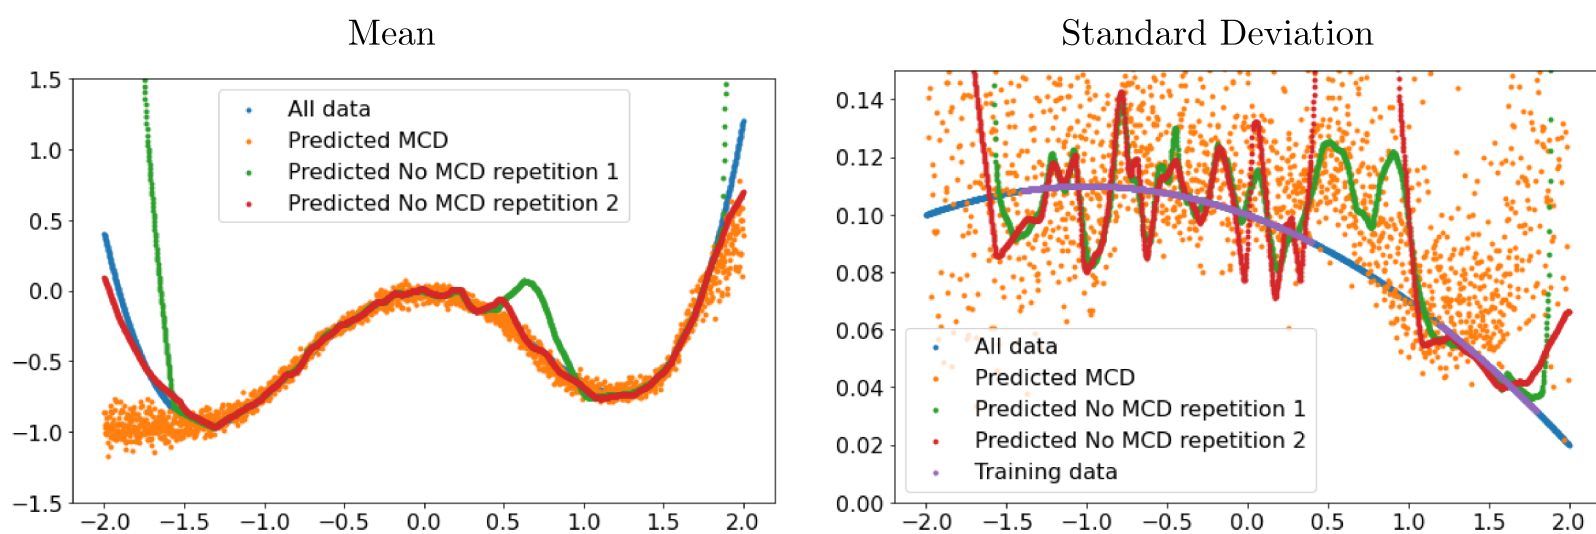 Mean
1.5
1.0
0.5
0.0
−0.5
−1.0
−1.5
All data
Predicted MCD
Predicted No MCD repetition 1
Predicted No MCD repetition 2
−2.0 −1.5 −1.0 −0.5 0.0 0.5 1.0 1.5 2.0
Standard Deviation
0.14
0.12
0.10
0.08
0.06
0.04
0.02
0.00
All data
Predicted MCD
Predicted No MCD repetition 1
Predicted No MCD repetition 2
Training data
−2.0 −1.5 −1.0 −0.5 0.0 0.5 1.0 1.5 2.0